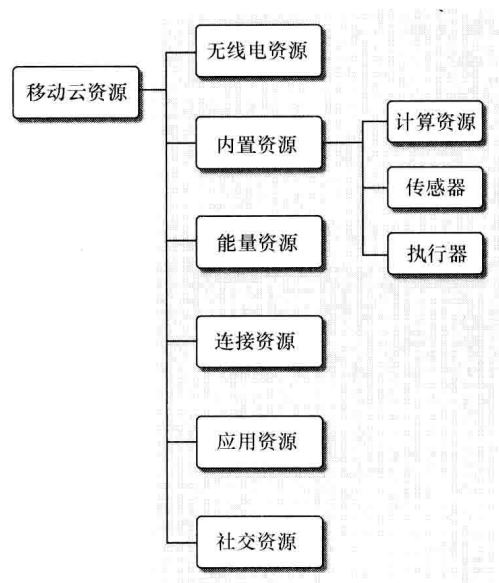 移动云资源
无线电资源
内置资源
计算资源
传感器
执行器
能量资源
连接资源
应用资源
社交资源